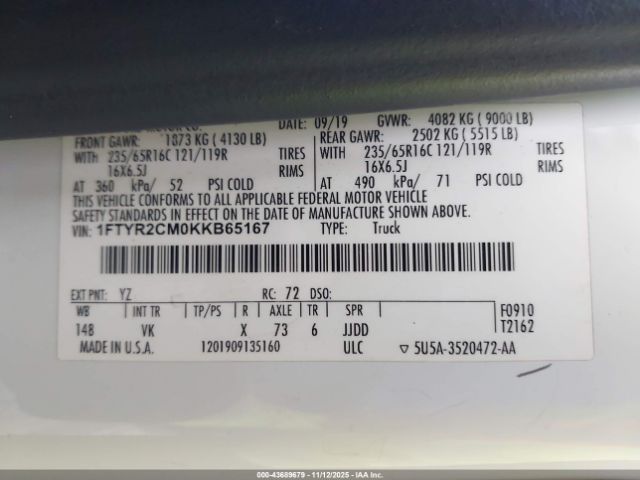 MOTOR CO. DATE: 09/19 GVWR: 4082 KG ( 9000 LB)
FRONT GAWR: 1873 KG ( 4130 LB) REAR GAWR: 2502 KG ( 5515 LB)
WITH 235/65R16C 121/119R TIRES WITH 235/65R16C 121/119R TIRES
16X6.5J RIMS 16X6.5J RIMS
AT 360 kPa/ 52 PSI COLD AT 490 kPa/ 71 PSI COLD
THIS VEHICLE CONFORMS TO ALL APPLICABLE FEDERAL MOTOR VEHICLE
SAFETY STANDARDS IN EFFECT ON THE DATE OF MANUFACTURE SHOWN ABOVE.
VIN: 1FTYR2CM0KKB65167 TYPE: Truck
EXT PNT: YZ RC: 72 DSO:
WB INT TR TP/PS R AXLE TR SPR F0910
148 VK X 73 6 JJDD T2162
MADE IN U.S.A. 1201909135160 ULC ▽ 5U5A-3520472-AA
000-43689679 - 11/12/2025 - IAA Inc.